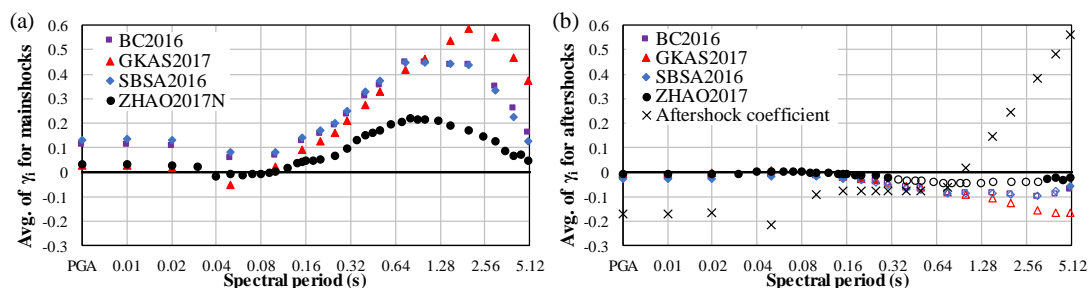 (a)
Avg. of γi for mainshocks
0.6
0.5
0.4
0.3
0.2
0.1
0
-0.1
-0.2
-0.3
BC2016
GKAS2017
SBSA2016
ZHAO2017N
PGA 0.01 0.02 0.04 0.08 0.16 0.32 0.64 1.28 2.56 5.12
Spectral period (s)
(b)
Avg. of γi for aftershocks
0.6
0.5
0.4
0.3
0.2
0.1
0
-0.1
-0.2
-0.3
BC2016
GKAS2017
SBSA2016
ZHAO2017
Aftershock coefficient
PGA 0.01 0.02 0.04 0.08 0.16 0.32 0.64 1.28 2.56 5.12
Spectral period (s)